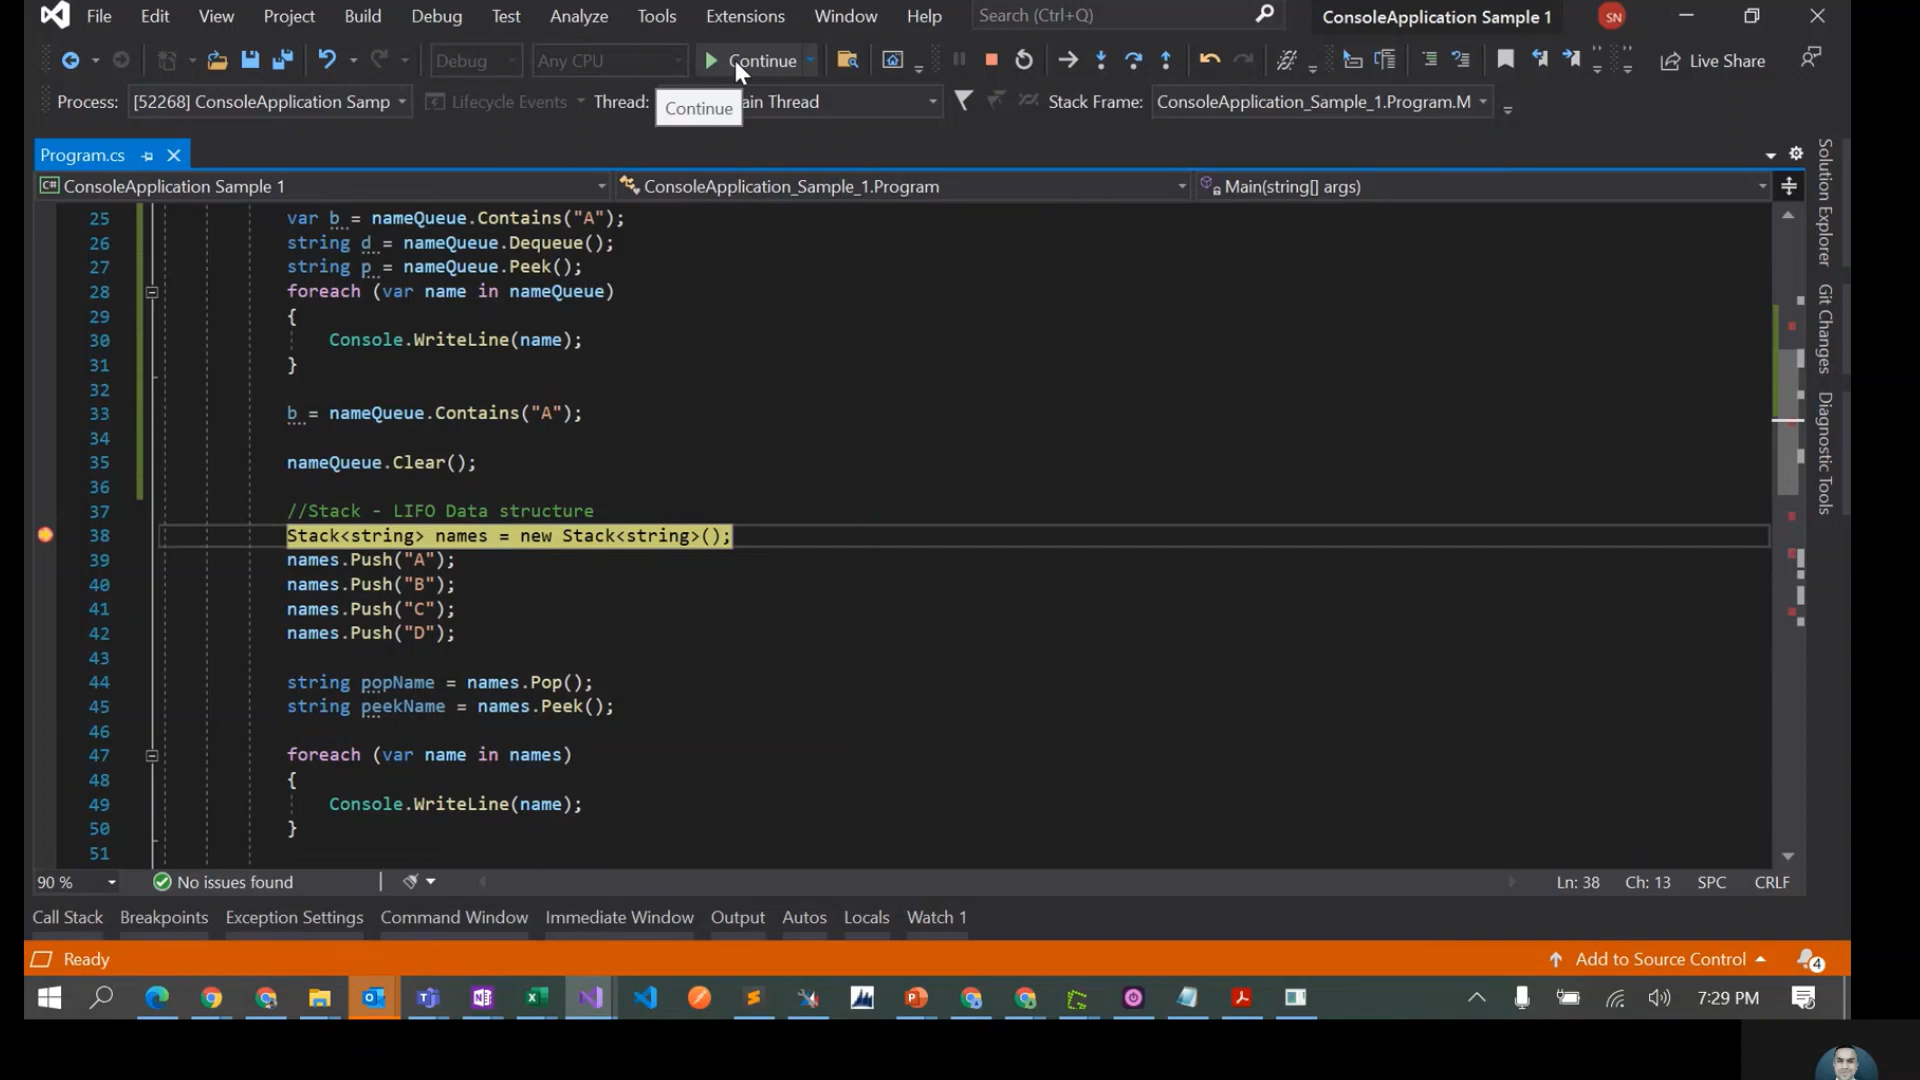 File Edit View Git Project Build Debug Test Analyze Tools Extensions Window Help Search (Ctrl+Q) ConsoleApplication Sample 1 SN
Debug Any CPU Continue Live Share
Process: [52268] ConsoleApplication Samp Lifecycle Events Thread: ain Thread Stack Frame: ConsoleApplication_Sample_1.Program.M
Continue
Program.cs
C# ConsoleApplication Sample 1 ConsoleApplication_Sample_1.Program Main(string[] args)
25 var b = nameQueue.Contains("A");
26 string d = nameQueue.Dequeue();
27 string p = nameQueue.Peek();
28 foreach (var name in nameQueue)
29 {
30 Console.WriteLine(name);
31 }
32
33 b = nameQueue.Contains("A");
34
35 nameQueue.Clear();
36
37 //Stack - LIFO Data structure
38 Stack<string> names = new Stack<string>();
39 names.Push("A");
40 names.Push("B");
41 names.Push("C");
42 names.Push("D");
43
44 string popName = names.Pop();
45 string peekName = names.Peek();
46
47 foreach (var name in names)
48 {
49 Console.WriteLine(name);
50 }
51
Solution Explorer
Git Changes
Diagnostic Tools
90 % No issues found Ln: 38 Ch: 13 SPC CRLF
Call Stack Breakpoints Exception Settings Command Window Immediate Window Output Autos Locals Watch 1
Ready Add to Source Control 4
7:29 PM